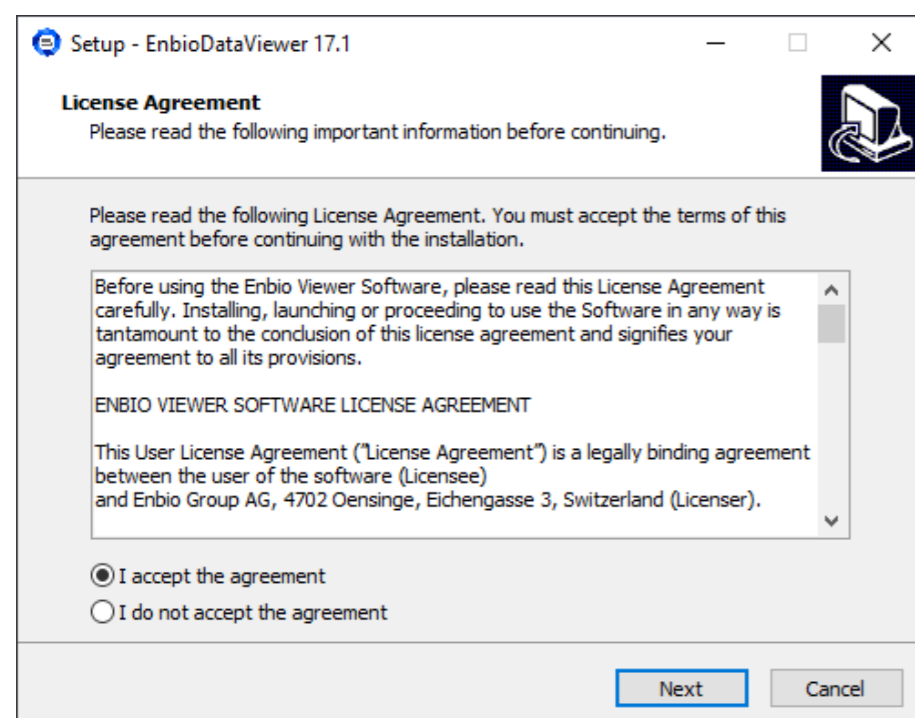 Setup - EnbioDataViewer 17.1
License Agreement
Please read the following important information before continuing.
Please read the following License Agreement. You must accept the terms of this
agreement before continuing with the installation.
Before using the Enbio Viewer Software, please read this License Agreement
carefully. Installing, launching or proceeding to use the Software in any way is
tantamount to the conclusion of this license agreement and signifies your
agreement to all its provisions.
ENBIO VIEWER SOFTWARE LICENSE AGREEMENT
This User License Agreement (“License Agreement”) is a legally binding agreement
between the user of the software (Licensee)
and Enbio Group AG, 4702 Oensinge, Eichengasse 3, Switzerland (Licenser).
I accept the agreement
I do not accept the agreement
Next Cancel